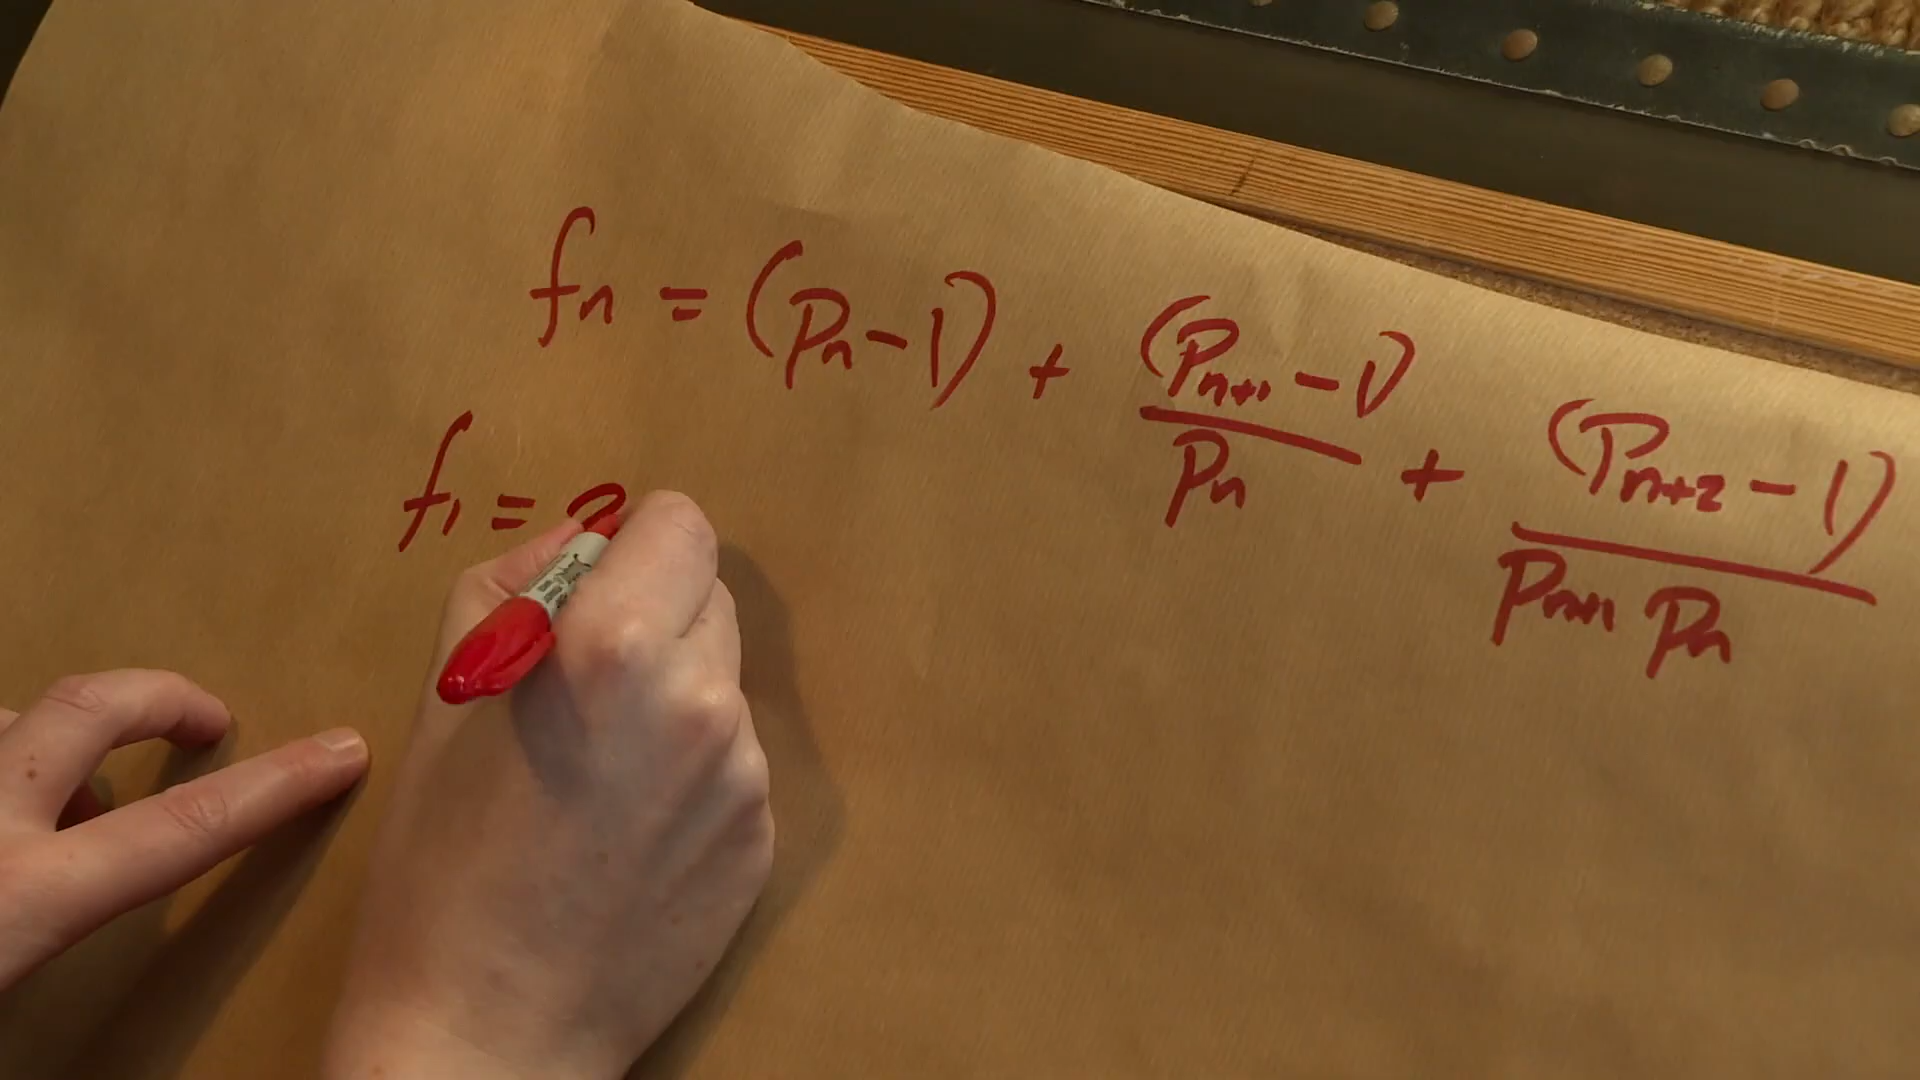 fn = (Pn - 1) + (Pn+1 - 1)/Pn + (Pn+2 - 1)/Pn+1 Pn
f1 = 2